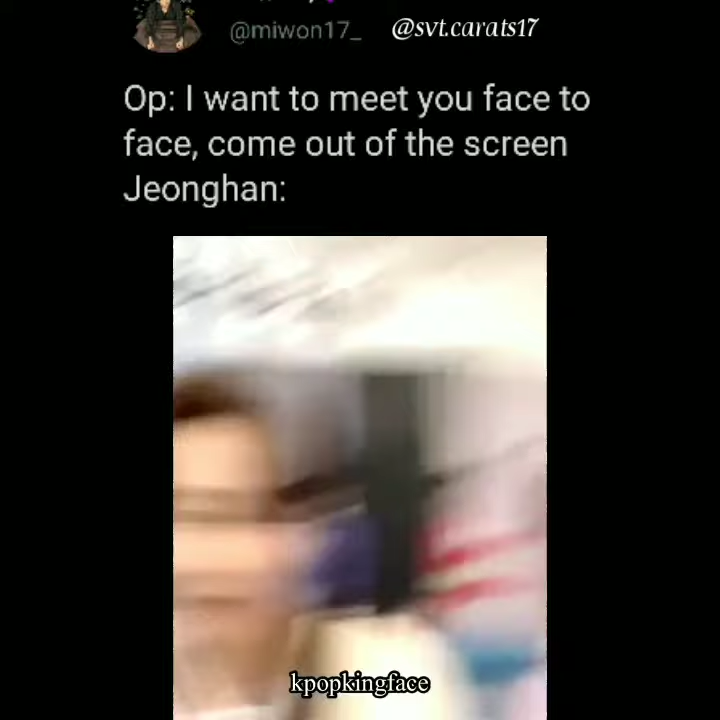 @miwon17_ @svt.carats17
Op: I want to meet you face to
face, come out of the screen
Jeonghan:
kpopkingface